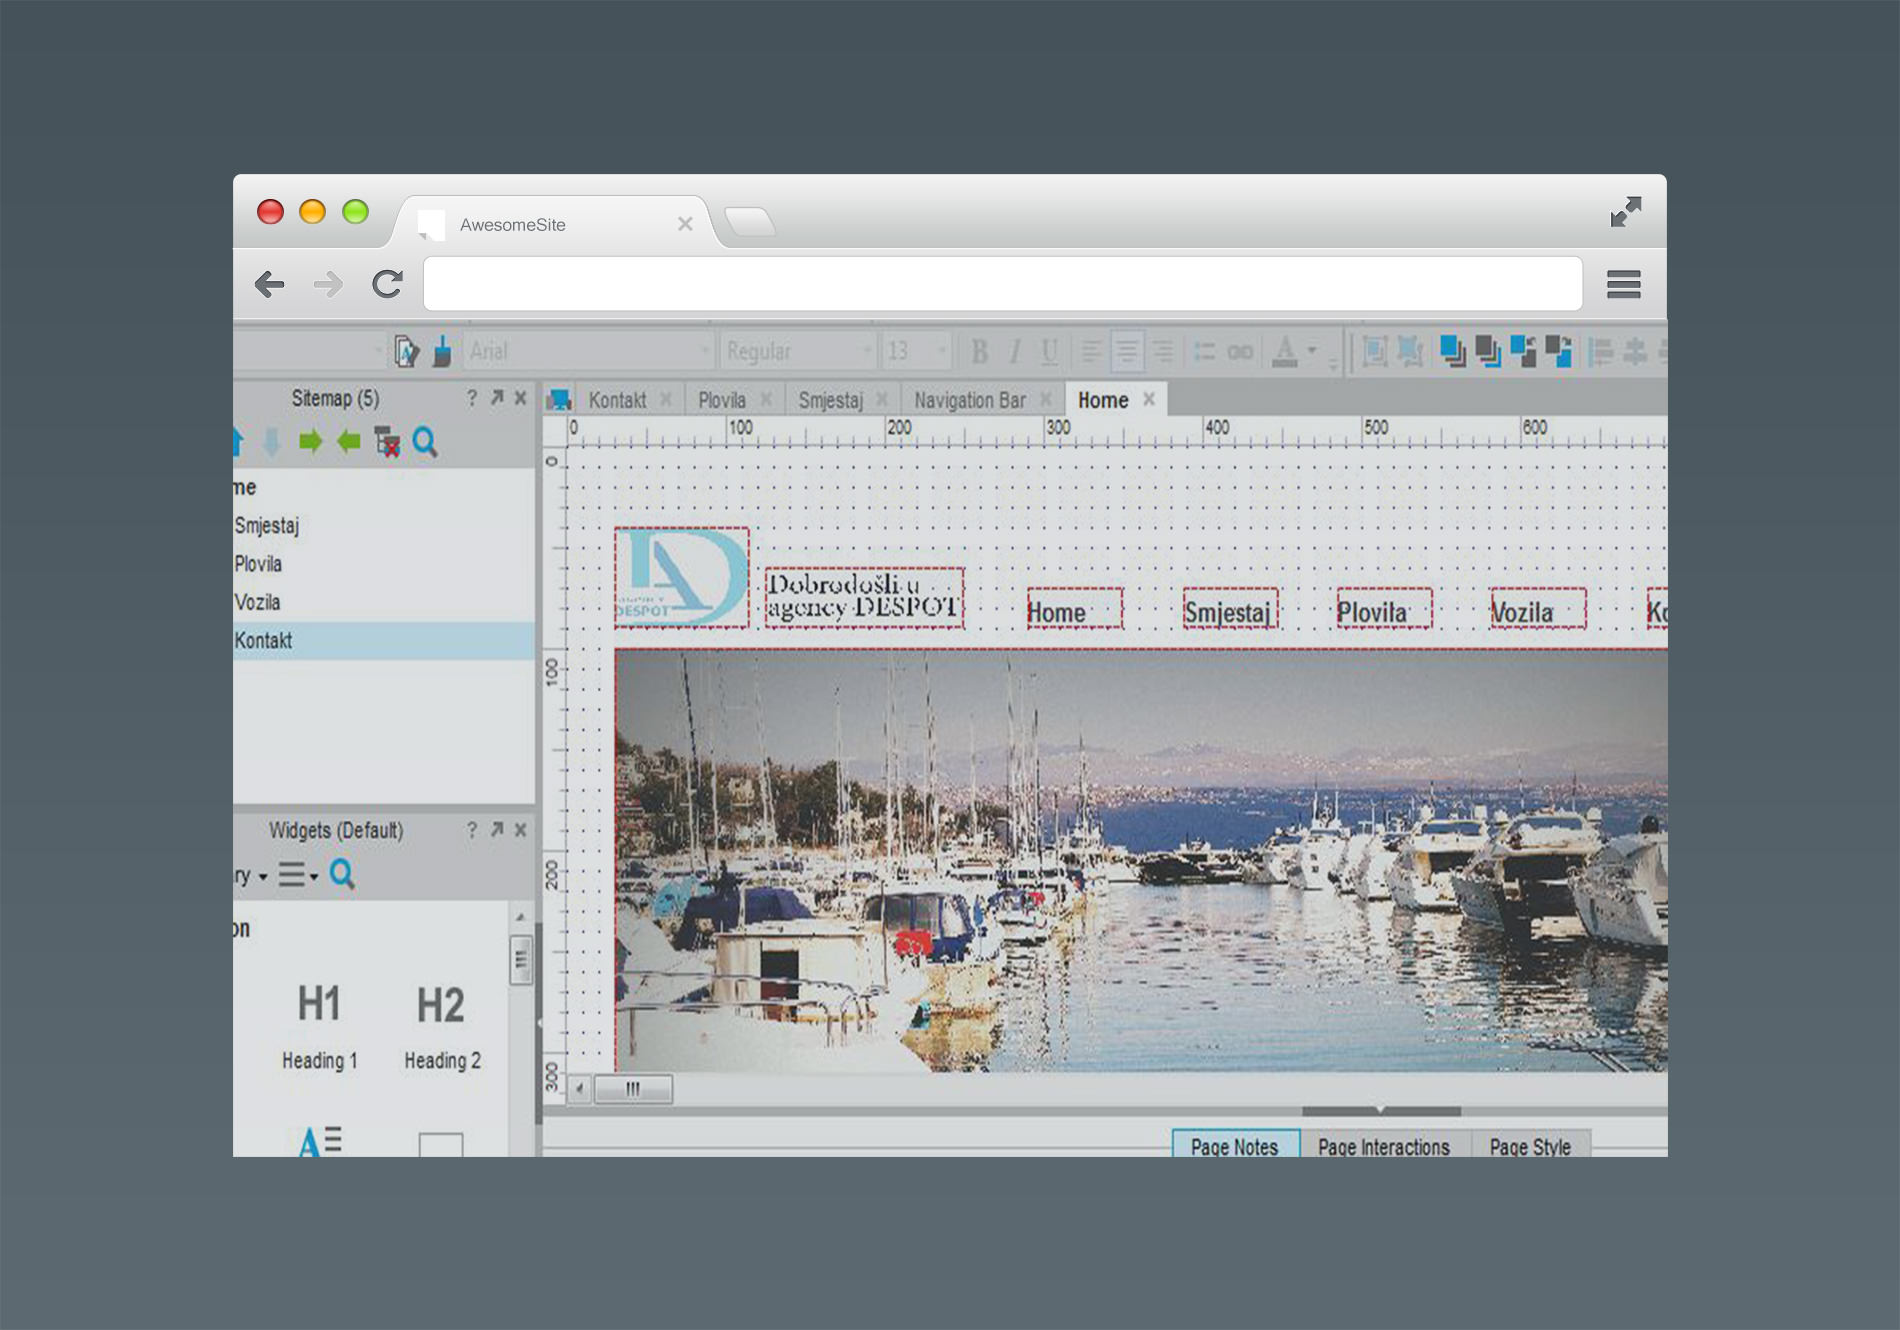 AwesomeSite
Arial
Regular
13
B I U
A
Sitemap (5)
?
Kontakt
Plovila
Smjestaj
Navigation Bar
Home
0 100 200 300 400 500 600
me
Smjestaj
Plovila
Vozila
Kontakt
0
100
200
300
DA
DESPOT
Dobrodošli u
agency DESPOT
Home
Smjestaj
Plovila
Vozila
Ko
Widgets (Default)
?
ry
on
H1
Heading 1
H2
Heading 2
A
Page Notes
Page Interactions
Page Style